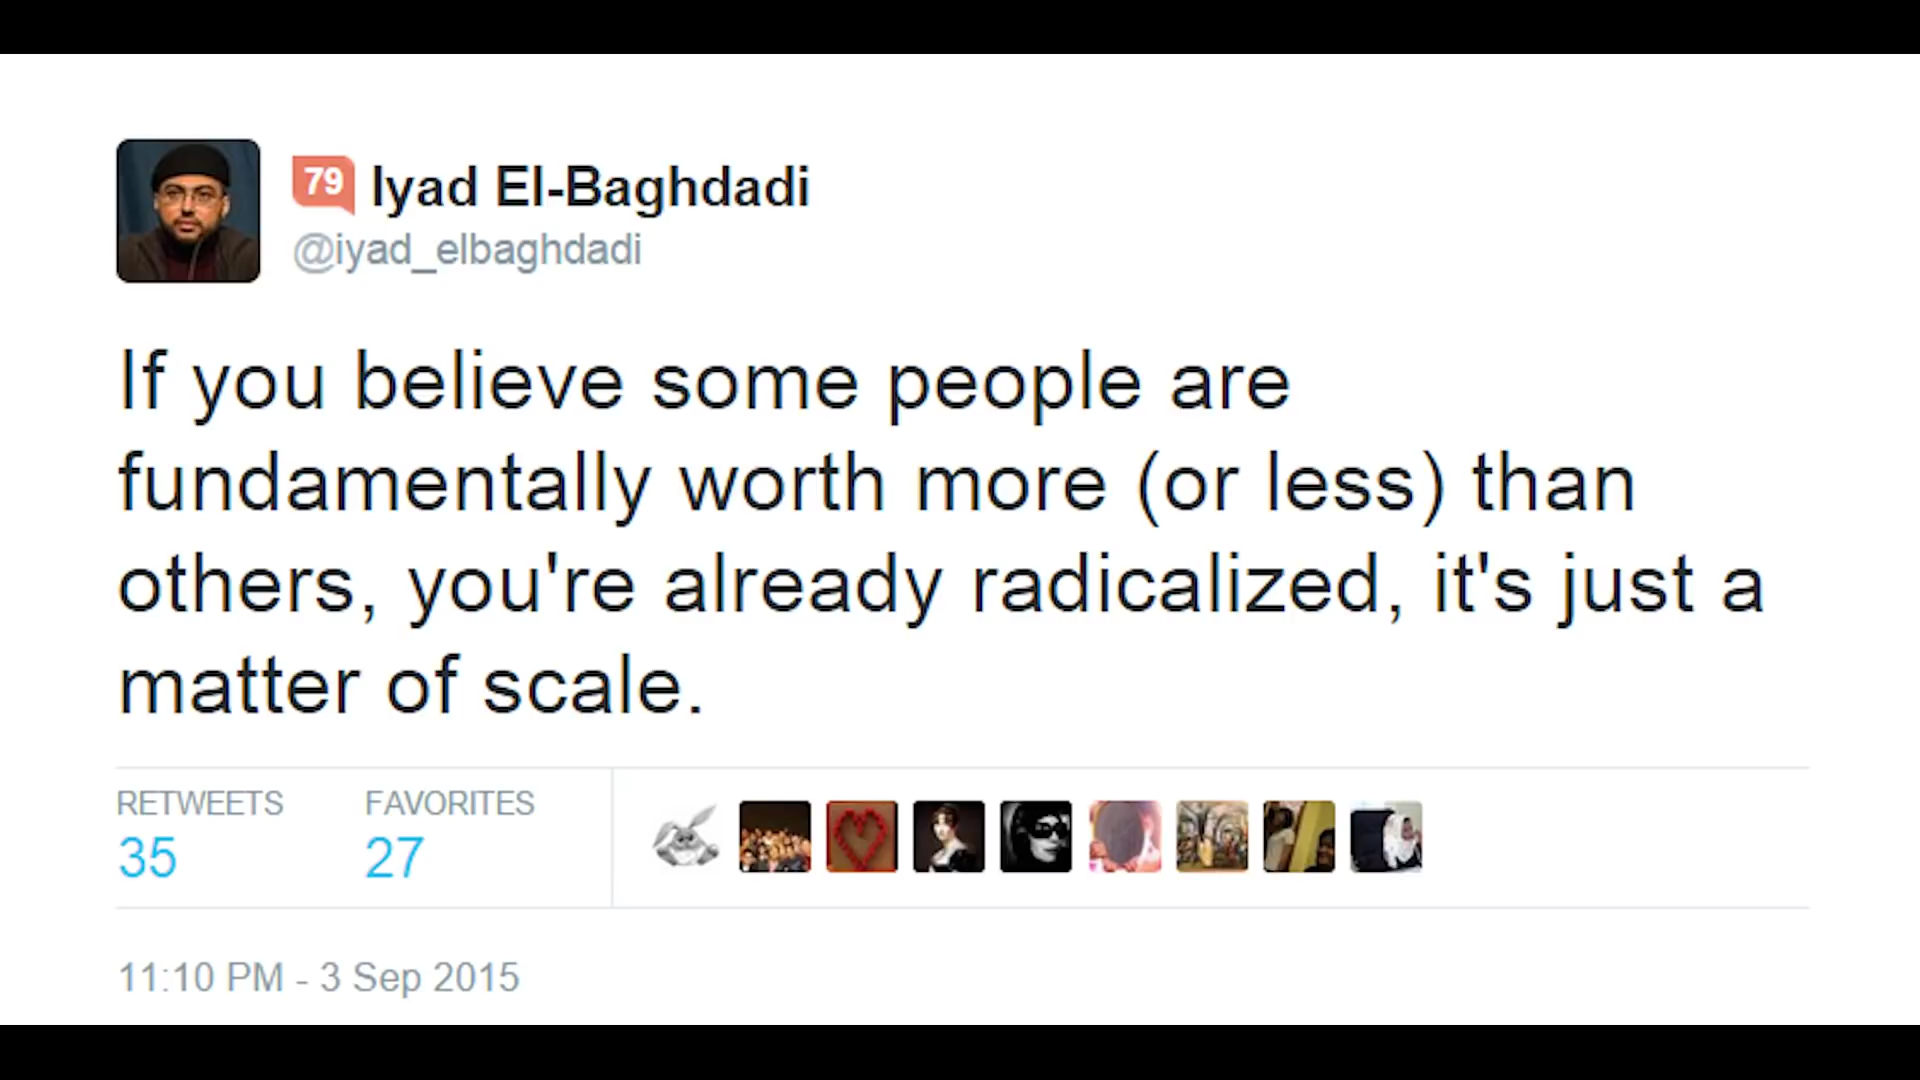 79 Iyad El-Baghdadi
@iyad_elbaghdadi
If you believe some people are
fundamentally worth more (or less) than
others, you're already radicalized, it's just a
matter of scale.
RETWEETS FAVORITES
35 27
11:10 PM - 3 Sep 2015